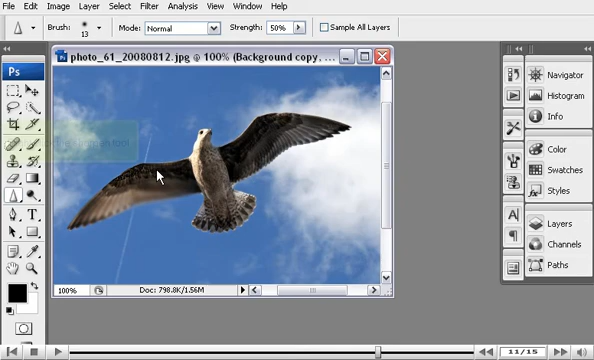 File Edit Image Layer Select Filter Analysis View Window Help
Brush: 13 Mode: Normal Strength: 50% Sample All Layers
photo_61_20080812.jpg @ 100% (Background copy, ...
Ps
Navigator
Histogram
Info
Color
Swatches
Styles
Layers
Channels
Paths
100% Doc: 798.8K/1.56M
11/15